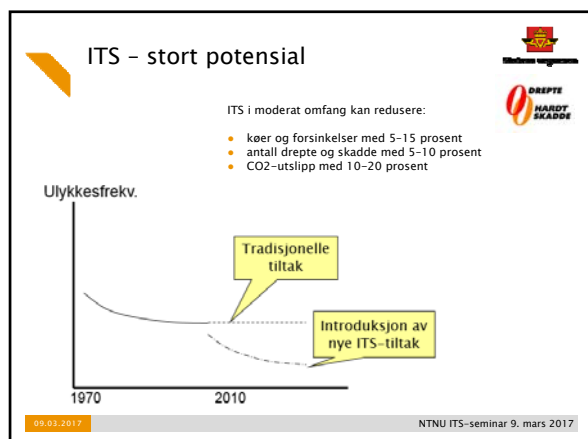 ITS – stort potensial
DREPTE
HARDT
SKADDE
ITS i moderat omfang kan redusere:
køer og forsinkelser med 5–15 prosent
antall drepte og skadde med 5–10 prosent
CO2-utslipp med 10–20 prosent
Ulykkesfrekv.
Tradisjonelle
tiltak
Introduksjon av
nye ITS–tiltak
1970
2010
09.03.2017
NTNU ITS–seminar 9. mars 2017